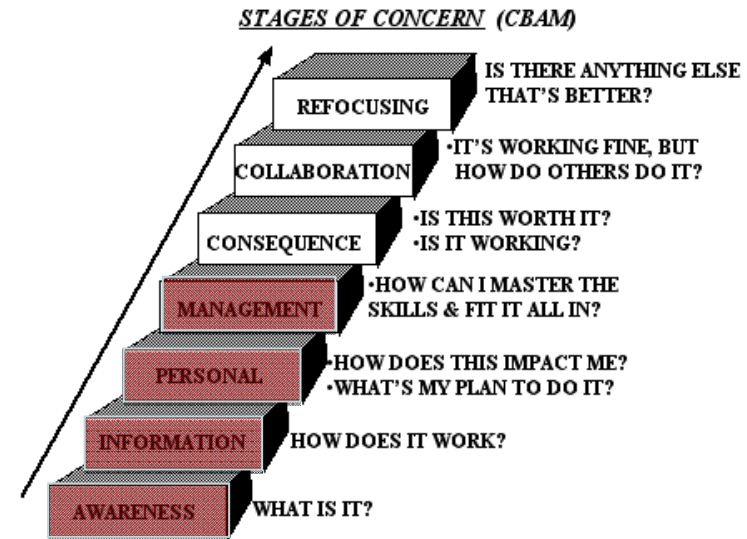 STAGES OF CONCERN (CBAM)
REFOCUSING
IS THERE ANYTHING ELSE
THAT'S BETTER?
COLLABORATION
•IT'S WORKING FINE, BUT
HOW DO OTHERS DO IT?
CONSEQUENCE
•IS THIS WORTH IT?
•IS IT WORKING?
MANAGEMENT
•HOW CAN I MASTER THE
SKILLS & FIT IT ALL IN?
PERSONAL
•HOW DOES THIS IMPACT ME?
•WHAT'S MY PLAN TO DO IT?
INFORMATION
HOW DOES IT WORK?
AWARENESS
WHAT IS IT?